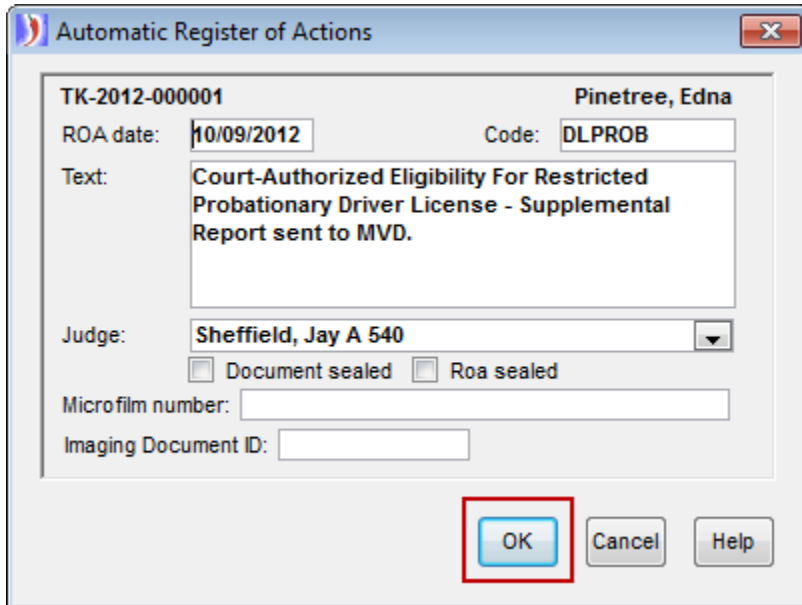 Automatic Register of Actions
TK-2012-000001 Pinetree, Edna
ROA date: 10/09/2012 Code: DLPROB
Text: Court-Authorized Eligibility For Restricted
Probationary Driver License - Supplemental
Report sent to MVD.
Judge: Sheffield, Jay A 540
Document sealed Roa sealed
Microfilm number:
Imaging Document ID:
OK Cancel Help